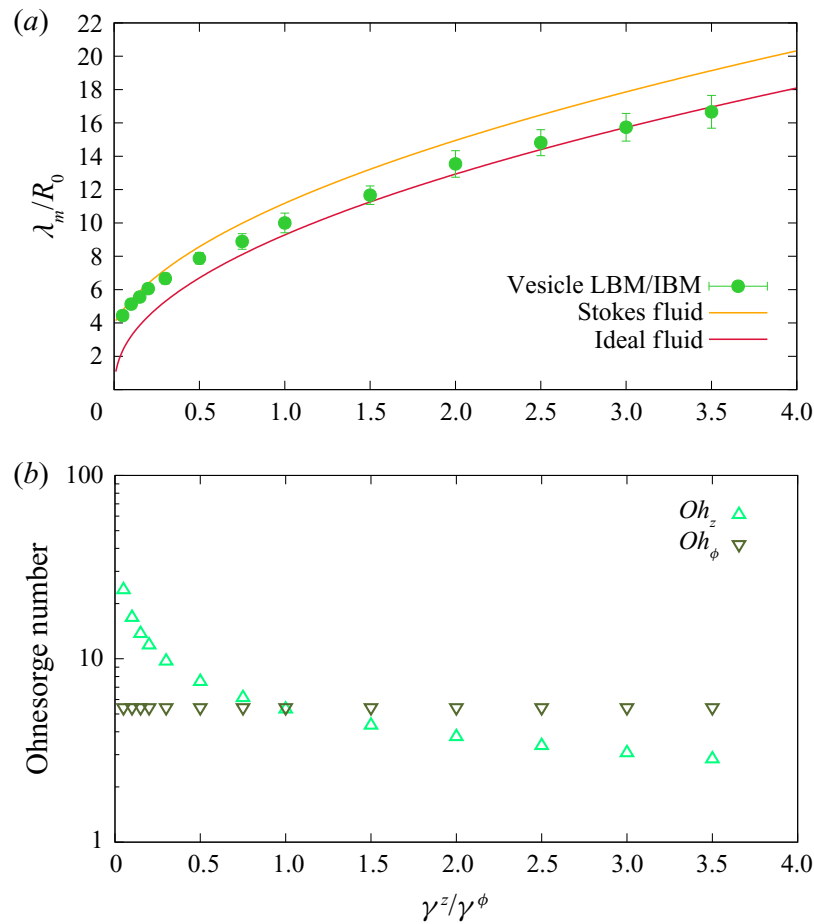 (a)
22
20
18
16
14
12
10
8
6
4
2
λm/R0
Vesicle LBM/IBM
Stokes fluid
Ideal fluid
0 0.5 1.0 1.5 2.0 2.5 3.0 3.5 4.0
(b)
100
10
1
Ohnesorge number
Ohz
Ohϕ
0 0.5 1.0 1.5 2.0 2.5 3.0 3.5 4.0
γz/γϕ